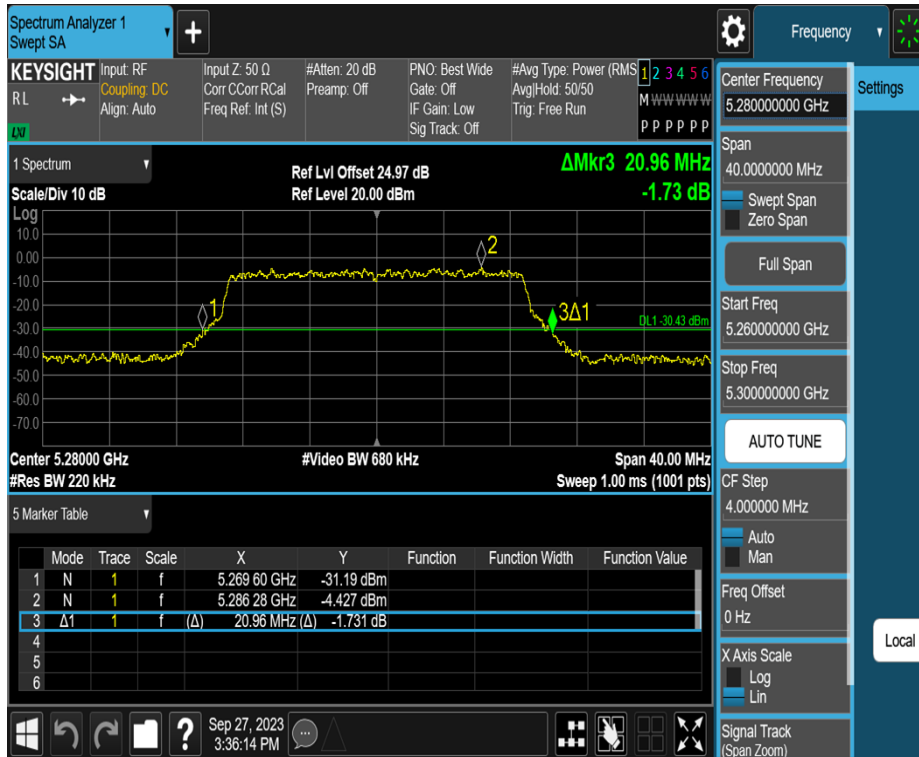 Spectrum Analyzer 1
Swept SA
+
Frequency
KEYSIGHT
R L
LXI
Input: RF
Coupling: DC
Align: Auto
Input Z: 50 Ω
Corr CCorr RCal
Freq Ref: Int (S)
#Atten: 20 dB
Preamp: Off
PNO: Best Wide
Gate: Off
IF Gain: Low
Sig Track: Off
#Avg Type: Power (RMS
Avg|Hold: 50/50
Trig: Free Run
1 2 3 4 5 6
M W W W W W
P P P P P P
1 Spectrum
Scale/Div 10 dB
Ref Lvl Offset 24.97 dB
Ref Level 20.00 dBm
ΔMkr3 20.96 MHz
-1.73 dB
Log
10.0
0.00
-10.0
-20.0
-30.0
-40.0
-50.0
-60.0
-70.0
1
2
3Δ1
DL1 -30.43 dBm
Center 5.28000 GHz
#Res BW 220 kHz
#Video BW 680 kHz
Span 40.00 MHz
Sweep 1.00 ms (1001 pts)
5 Marker Table
Mode Trace Scale X Y Function Function Width Function Value
1 N 1 f 5.269 60 GHz -31.19 dBm
2 N 1 f 5.286 28 GHz -4.427 dBm
3 Δ1 1 f (Δ) 20.96 MHz (Δ) -1.731 dB
4
5
6
?
Sep 27, 2023
3:36:14 PM
Center Frequency
5.280000000 GHz
Span
40.0000000 MHz
Swept Span
Zero Span
Full Span
Start Freq
5.260000000 GHz
Stop Freq
5.300000000 GHz
AUTO TUNE
CF Step
4.000000 MHz
Auto
Man
Freq Offset
0 Hz
X Axis Scale
Log
Lin
Signal Track
(Span Zoom)
Settings
Local